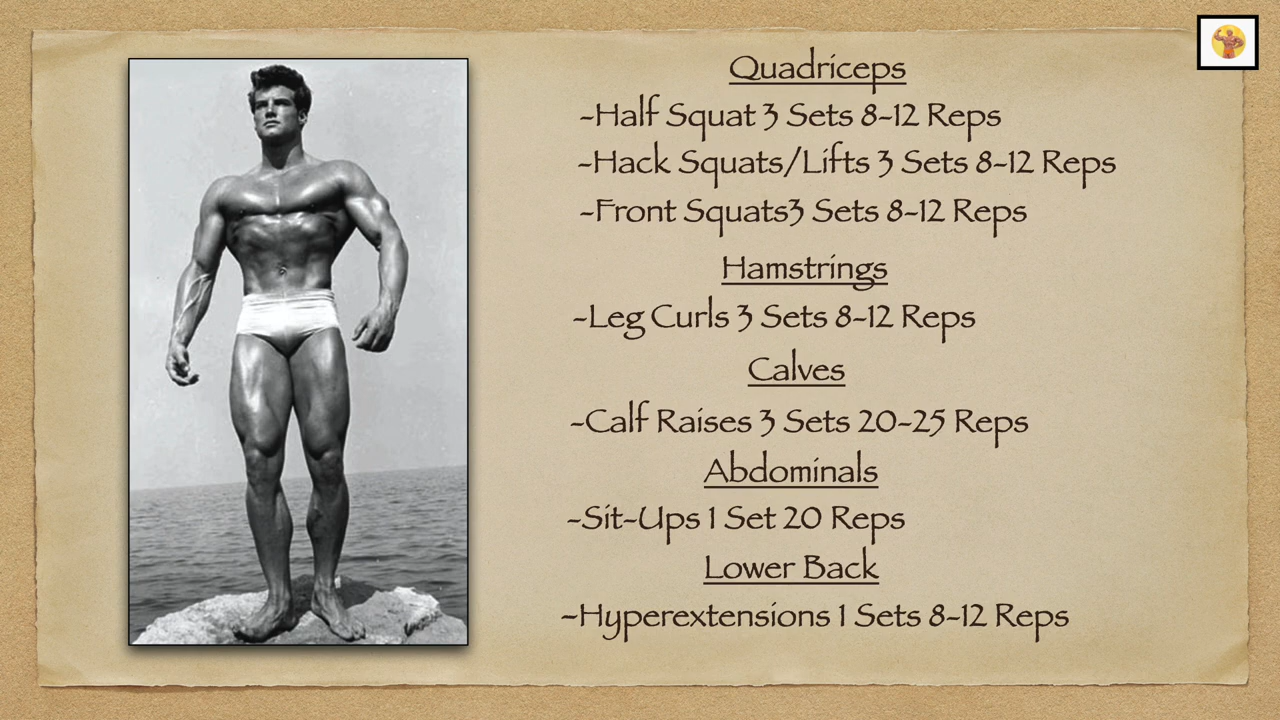 Quadriceps
-Half Squat 3 Sets 8-12 Reps
-Hack Squats/Lifts 3 Sets 8-12 Reps
-Front Squats3 Sets 8-12 Reps
Hamstrings
-Leg Curls 3 Sets 8-12 Reps
Calves
-Calf Raises 3 Sets 20-25 Reps
Abdominals
-Sit-Ups 1 Set 20 Reps
Lower Back
-Hyperextensions 1 Sets 8-12 Reps